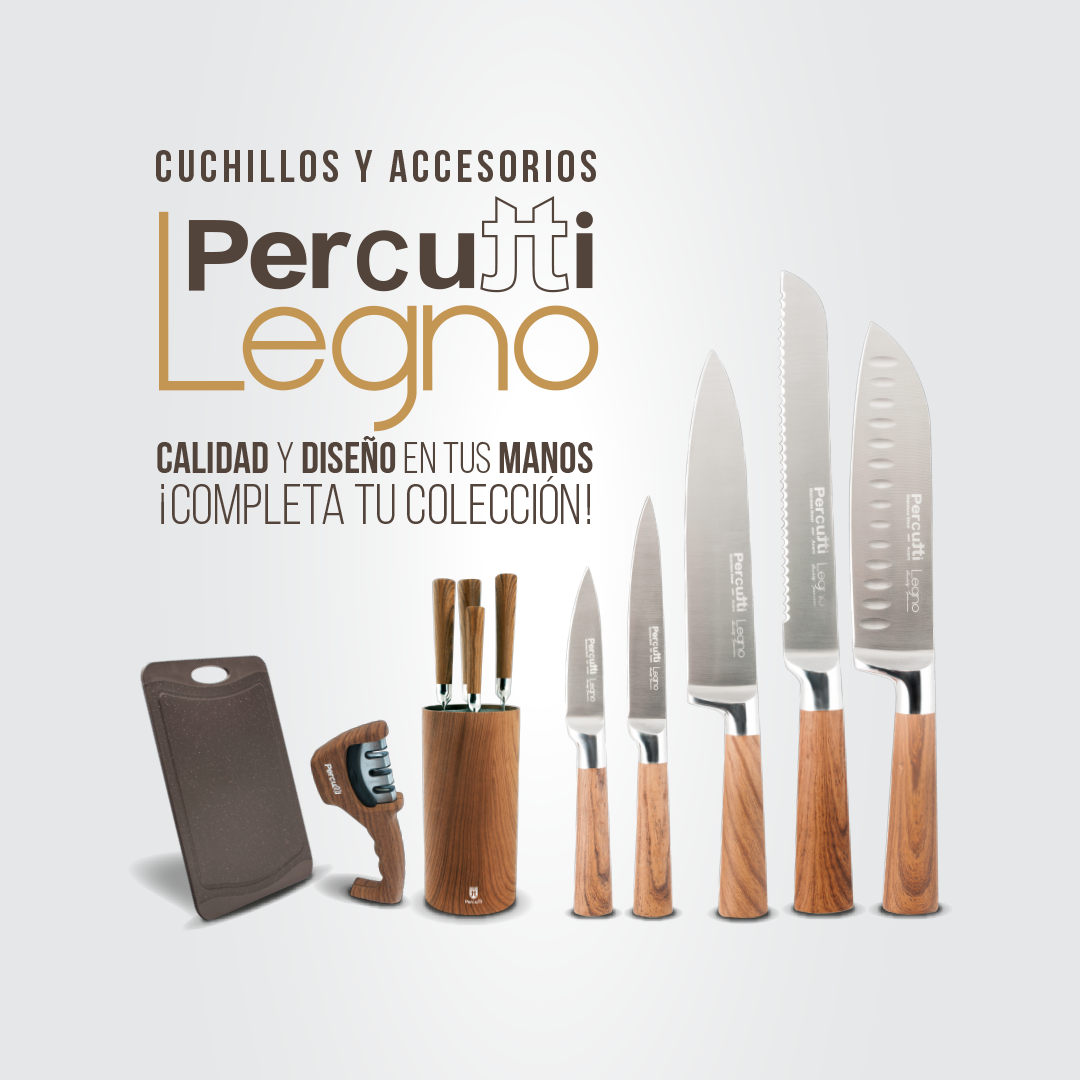 CUCHILLOS Y ACCESORIOS
Percutti
Legno
CALIDAD Y DISEÑO EN TUS MANOS
¡COMPLETA TU COLECCIÓN!
Percutti
Percutti
Percutti Legno
Percutti Legno
Percutti Legno
Percutti Legno
Percutti Legno